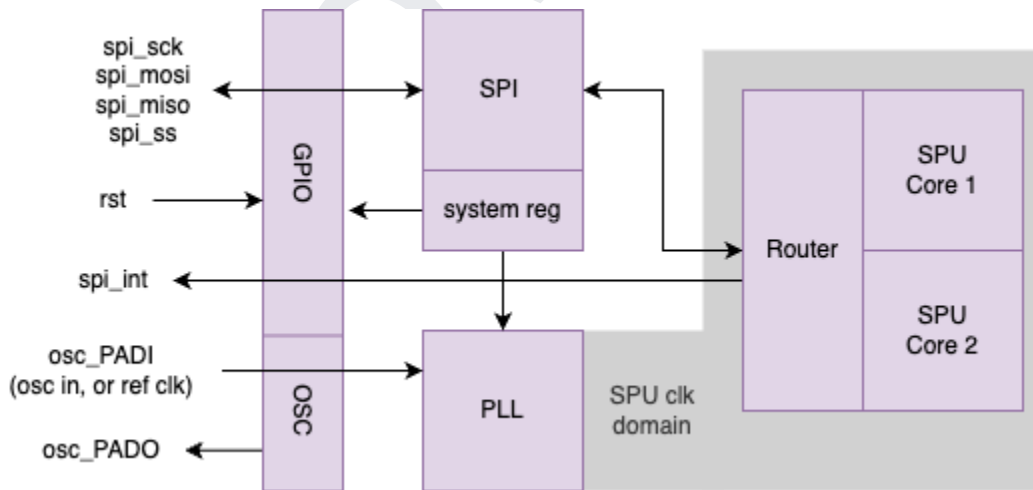 spi_sck
spi_mosi
spi_miso
spi_ss
rst
spi_int
osc_PADI
(osc in, or ref clk)
osc_PADO
GPIO
OSC
SPI
system reg
PLL
SPU clk
domain
Router
SPU
Core 1
SPU
Core 2